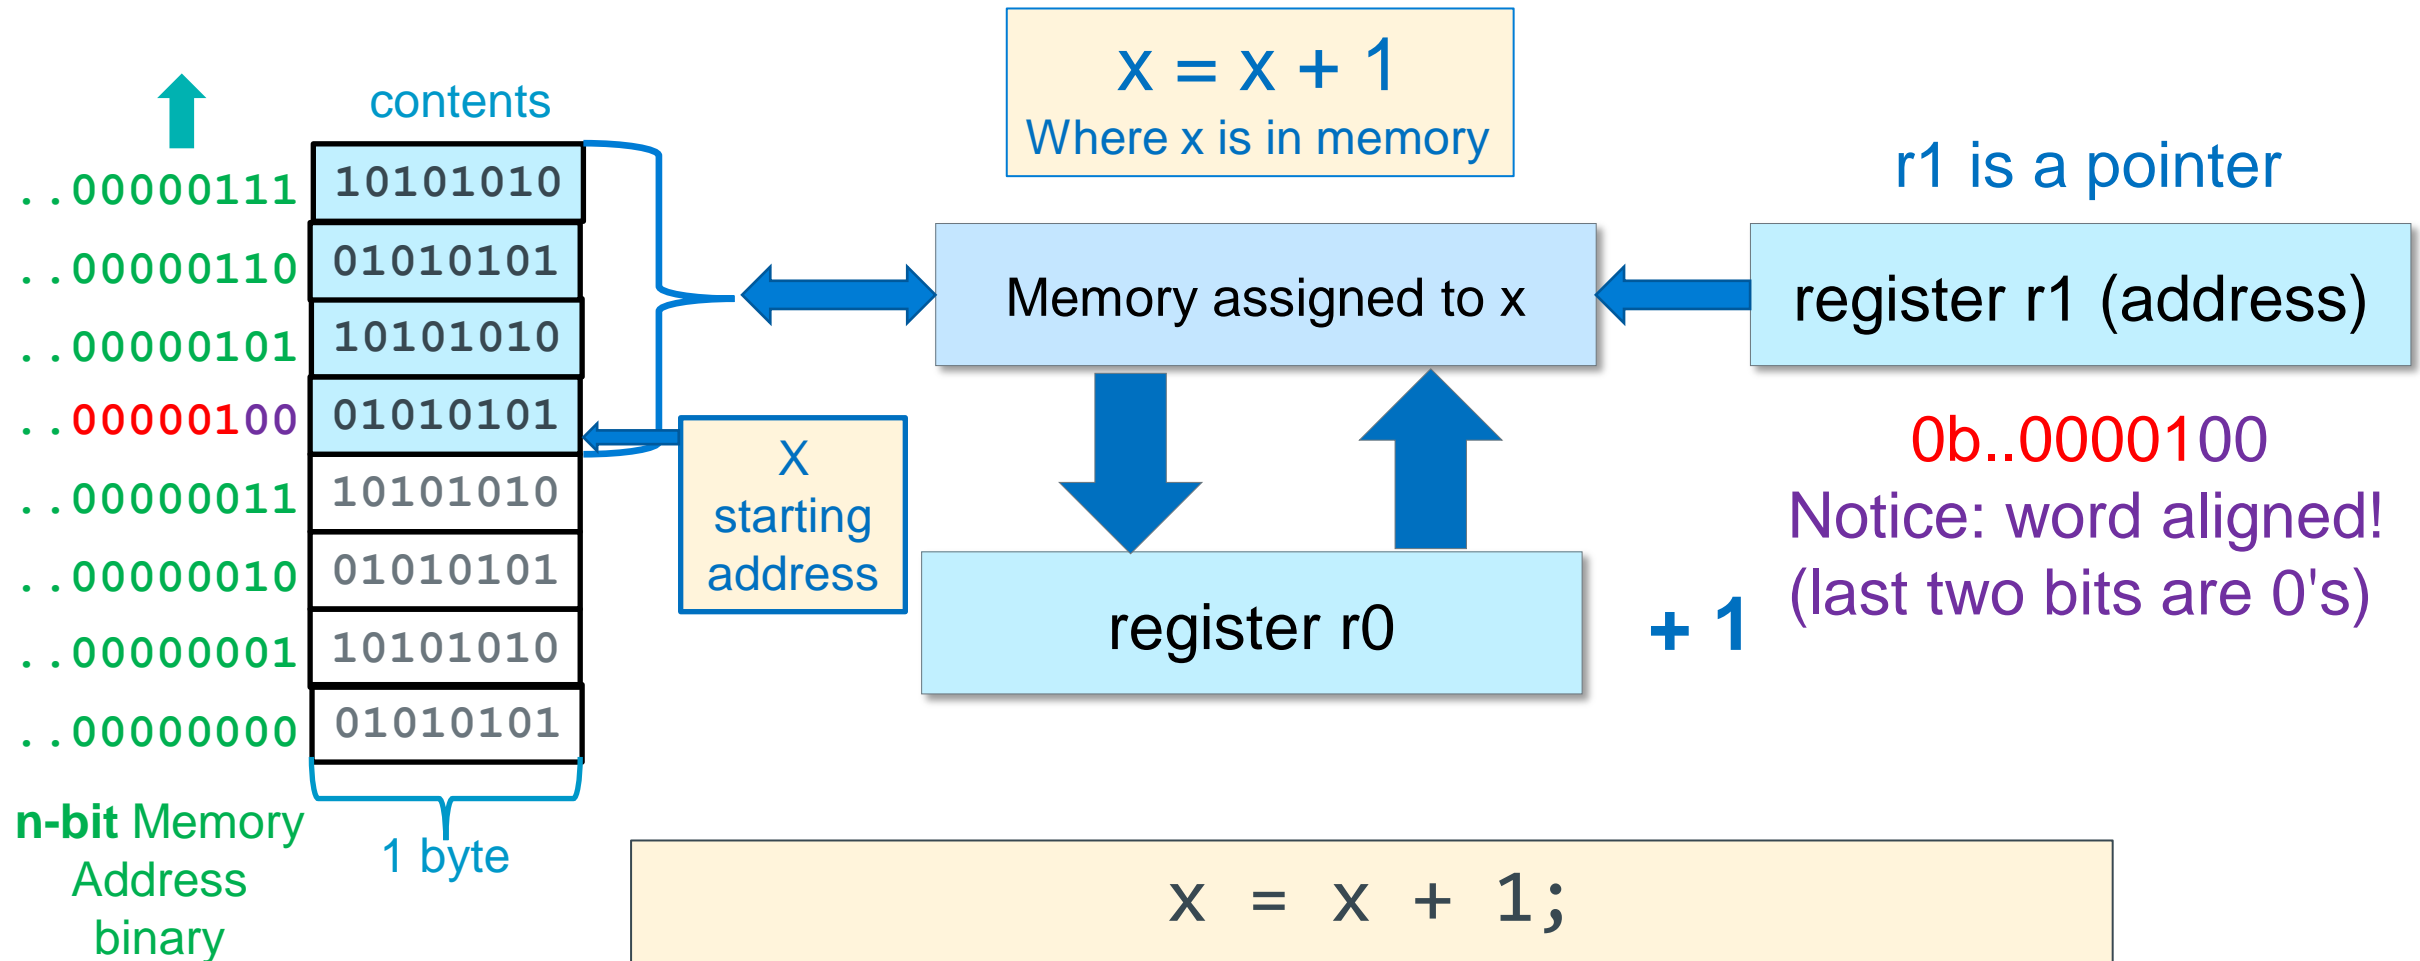 x = x + 1
Where x is in memory
contents
..00000111 10101010
..00000110 01010101
..00000101 10101010
..00000100 01010101
..00000011 10101010
..00000010 01010101
..00000001 10101010
..00000000 01010101
n-bit Memory
Address
binary
1 byte
X
starting
address
Memory assigned to x
register r0
+ 1
r1 is a pointer
register r1 (address)
0b..0000100
Notice: word aligned!
(last two bits are 0's)
x = x + 1;